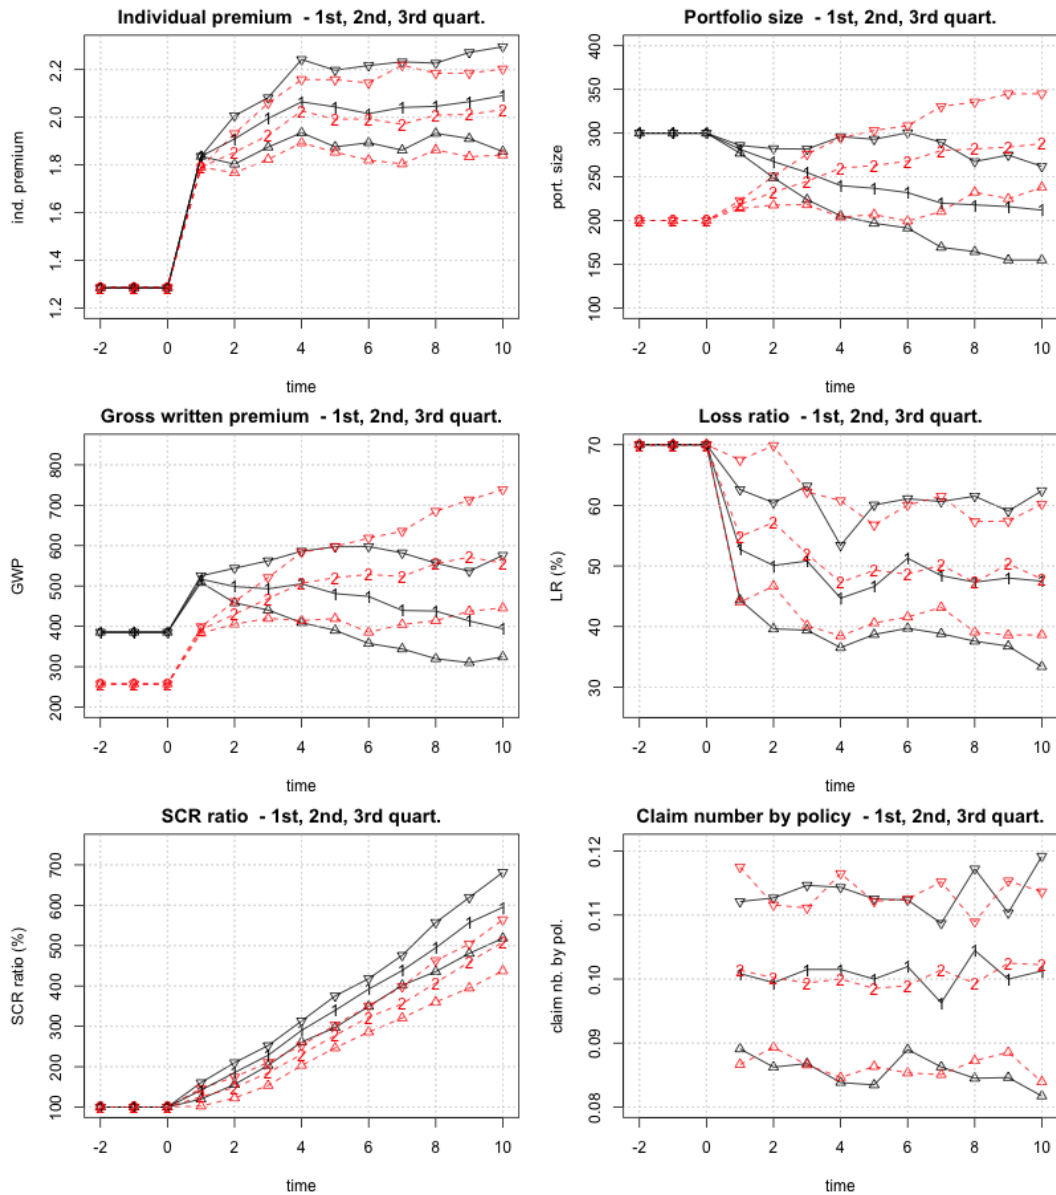 Individual premium - 1st, 2nd, 3rd quart.
ind. premium
2.2
2.0
1.8
1.6
1.4
1.2
-2 0 2 4 6 8 10
time
Portfolio size - 1st, 2nd, 3rd quart.
port. size
400
350
300
250
200
150
100
-2 0 2 4 6 8 10
time
Gross written premium - 1st, 2nd, 3rd quart.
GWP
800
700
600
500
400
300
200
-2 0 2 4 6 8 10
time
Loss ratio - 1st, 2nd, 3rd quart.
LR (%)
70
60
50
40
30
-2 0 2 4 6 8 10
time
SCR ratio - 1st, 2nd, 3rd quart.
SCR ratio (%)
700
600
500
400
300
200
100
-2 0 2 4 6 8 10
time
Claim number by policy - 1st, 2nd, 3rd quart.
claim nb. by pol.
0.12
0.11
0.10
0.09
0.08
-2 0 2 4 6 8 10
time